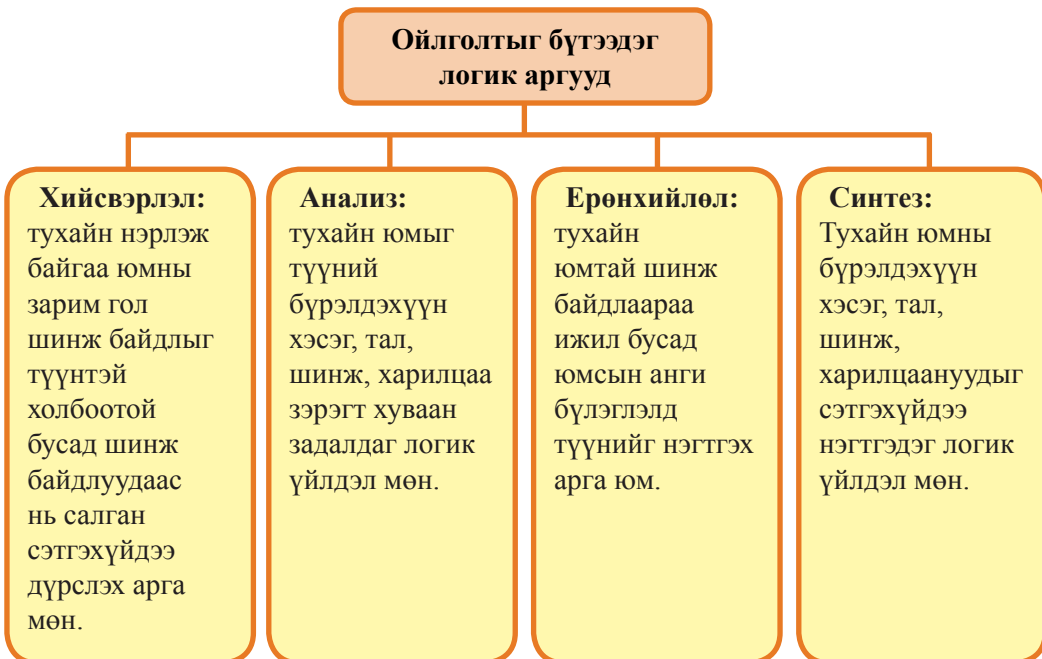 Ойлголтыг бүтээдэг
логик аргууд
Хийсвэрлэл:
тухайн нэрлэж
байгаа юмны
зарим гол
шинж байдлыг
түүнтэй
холбоотой
бусад шинж
байдлуудаас
нь салган
сэтгэхүйдээ
дүрслэх арга
мөн.
Анализ:
тухайн юмыг
түүний
бүрэлдэхүүн
хэсэг, тал,
шинж, харилцаа
зэрэгт хуваан
задалдаг логик
үйлдэл мөн.
Ерөнхийлөл:
тухайн
юмтай шинж
байдлаараа
ижил бусад
юмсын анги
бүлэглэлд
түүнийг нэгтгэх
арга юм.
Синтез:
Тухайн юмны
бүрэлдэхүүн
хэсэг, тал,
шинж,
харилцаануудыг
сэтгэхүйдээ
нэгтгэдэг логик
үйлдэл мөн.